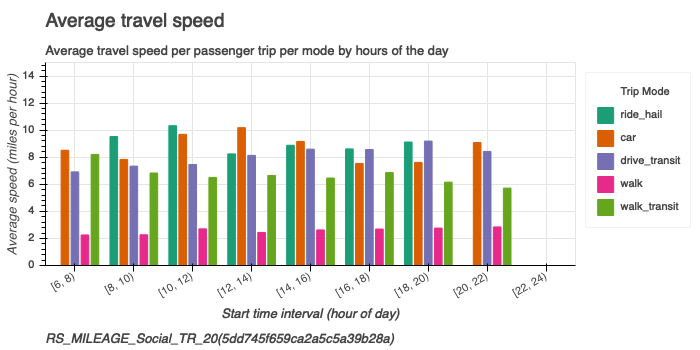 Average travel speed
Average travel speed per passenger trip per mode by hours of the day
Average speed (miles per hour)
14
12
10
8
6
4
2
0
[6, 8)
[8, 10)
[10, 12)
[12, 14)
[14, 16)
[16, 18)
[18, 20)
[20, 22)
[22, 24)
Start time interval (hour of day)
Trip Mode
ride_hail
car
drive_transit
walk
walk_transit
RS_MILEAGE_Social_TR_20(5dd745f659ca2a5c5a39b28a)